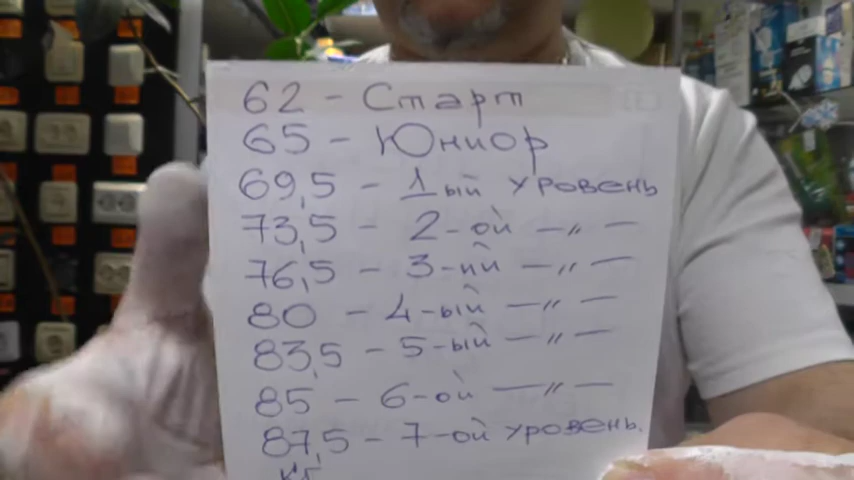 62 - Старт
65 - Юниор
69,5 - 1ый уровень
73,5 - 2-ой —〃—
76,5 - 3-ий —〃—
80 - 4-ый —〃—
83,5 - 5-ый —〃—
85 - 6-ой —〃—
87,5 - 7-ой уровень.
кг